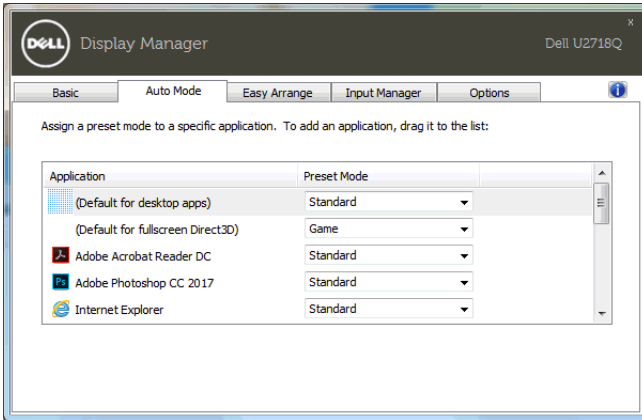 DELL Display Manager Dell U2718Q
x
Basic Auto Mode Easy Arrange Input Manager Options i
Assign a preset mode to a specific application. To add an application, drag it to the list:
Application Preset Mode
(Default for desktop apps) Standard
(Default for fullscreen Direct3D) Game
Adobe Acrobat Reader DC Standard
Ps Adobe Photoshop CC 2017 Standard
Internet Explorer Standard